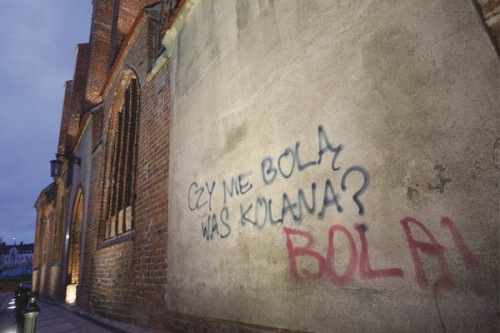 CZY NIE BOLĄ
WAS KOLANA?
BOLĄ!